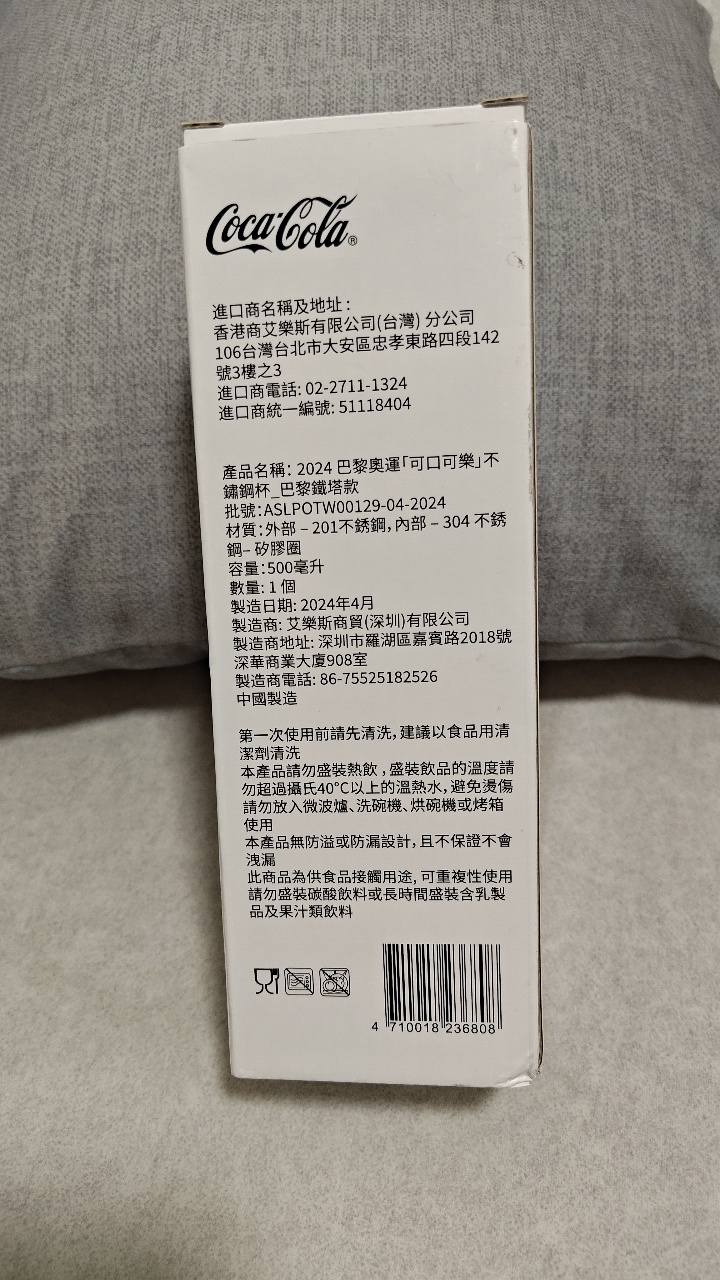 Coca-Cola®
進口商名稱及地址:
香港商艾樂斯有限公司(台灣) 分公司
106台灣台北市大安區忠孝東路四段142
號3樓之3
進口商電話: 02-2711-1324
進口商統一編號: 51118404
產品名稱: 2024 巴黎奧運「可口可樂」不
鏽鋼杯_巴黎鐵塔款
批號:ASLPOTW00129-04-2024
材質:外部 – 201不銹鋼,內部 – 304 不銹
鋼– 矽膠圈
容量:500毫升
數量: 1 個
製造日期: 2024年4月
製造商: 艾樂斯商貿(深圳)有限公司
製造商地址: 深圳市羅湖區嘉賓路2018號
深華商業大廈908室
製造商電話: 86-75525182526
中國製造
第一次使用前請先清洗,建議以食品用清
潔劑清洗
本產品請勿盛裝熱飲 , 盛裝飲品的溫度請
勿超過攝氏40°C以上的溫熱水, 避免燙傷
請勿放入微波爐、洗碗機、烘碗機或烤箱
使用
本產品無防溢或防漏設計, 且不保證不會
洩漏
此商品為供食品接觸用途, 可重複性使用
請勿盛裝碳酸飲料或長時間盛裝含乳製
品及果汁類飲料
4 710018 236808